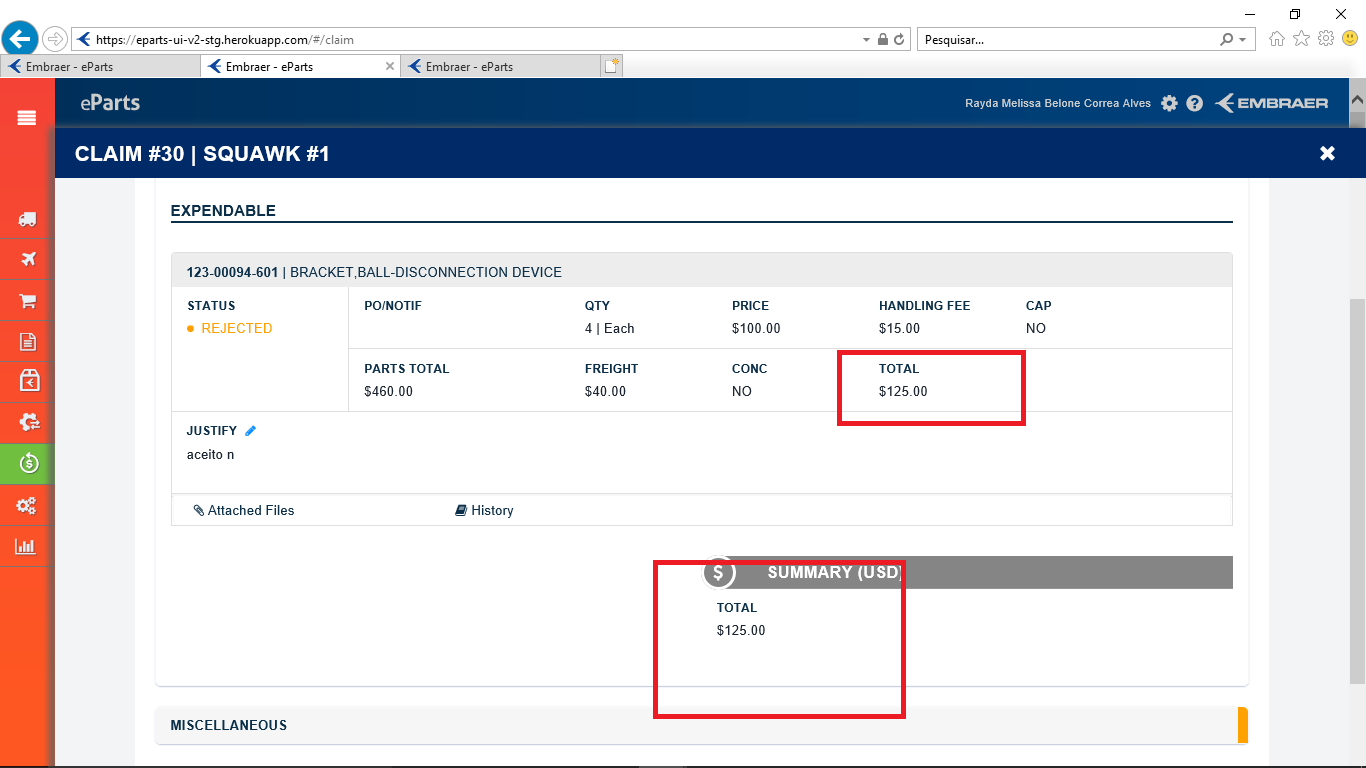 https://eparts-ui-v2-stg.herokuapp.com/#/claim
Pesquisar...
Embraer - eParts
Embraer - eParts
Embraer - eParts
eParts
Rayda Melissa Belone Correa Alves
EMBRAER
CLAIM #30 | SQUAWK #1
EXPENDABLE
123-00094-601 | BRACKET,BALL-DISCONNECTION DEVICE
STATUS PO/NOTIF QTY PRICE HANDLING FEE CAP
REJECTED 4 | Each $100.00 $15.00 NO
PARTS TOTAL FREIGHT CONC TOTAL
$460.00 $40.00 NO $125.00
JUSTIFY
aceito n
Attached Files History
$ SUMMARY (USD)
TOTAL
$125.00
MISCELLANEOUS